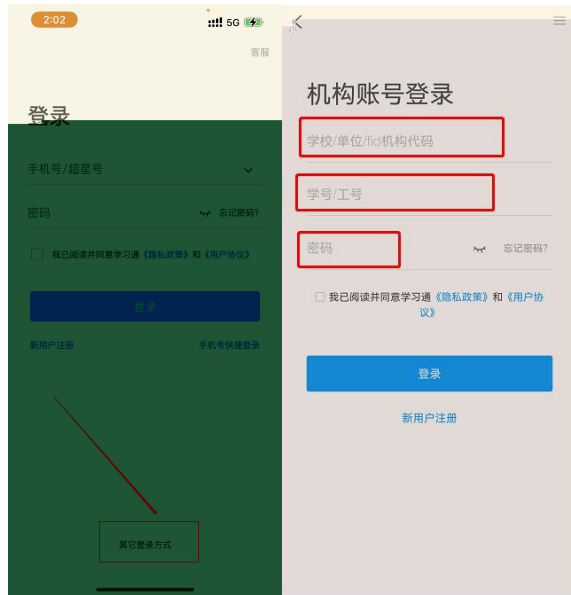 2:02
5G
客服
登录
手机号/超星号
密码
忘记密码?
我已阅读并同意学习通《隐私政策》和《用户协议》
登录
新用户注册
手机号快捷登录
其它登录方式
机构账号登录
学校/单位/fid机构代码
学号/工号
密码
忘记密码?
我已阅读并同意学习通《隐私政策》和《用户协
议》
登录
新用户注册